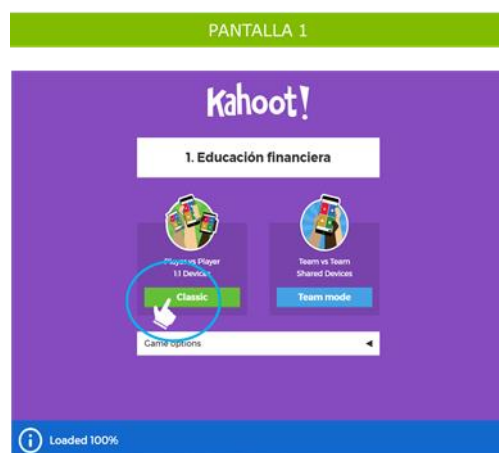 PANTALLA 1
Kahoot!
1. Educación financiera
Player vs Player
1:1 Devices
Classic
Team vs Team
Shared Devices
Team mode
Game options
Loaded 100%